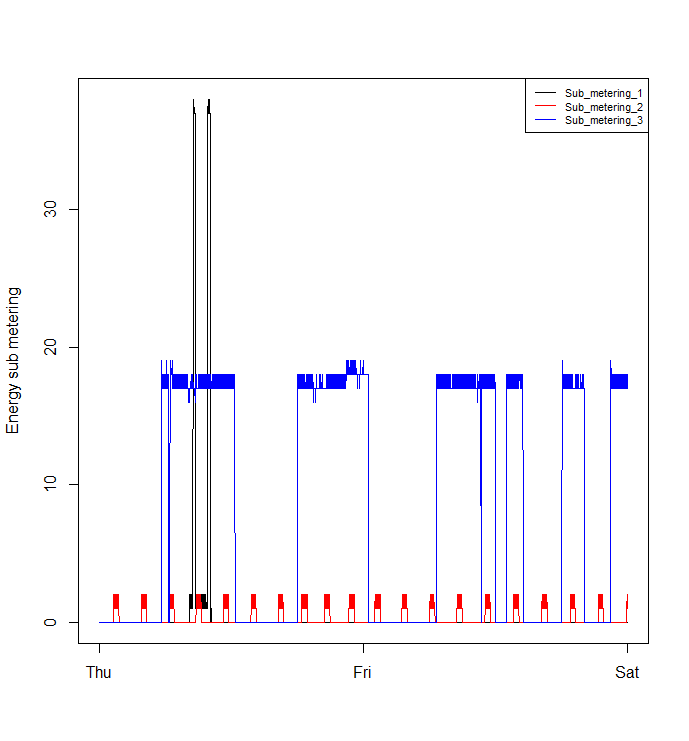 Sub_metering_1
Sub_metering_2
Sub_metering_3
30
20
10
0
Energy sub metering
Thu Fri Sat